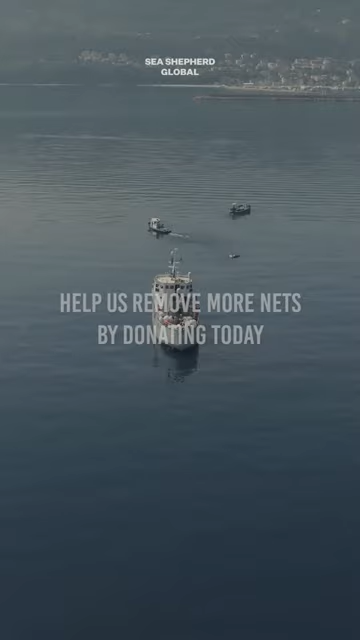 SEA SHEPHERD
GLOBAL
HELP US REMOVE MORE NETS
BY DONATING TODAY